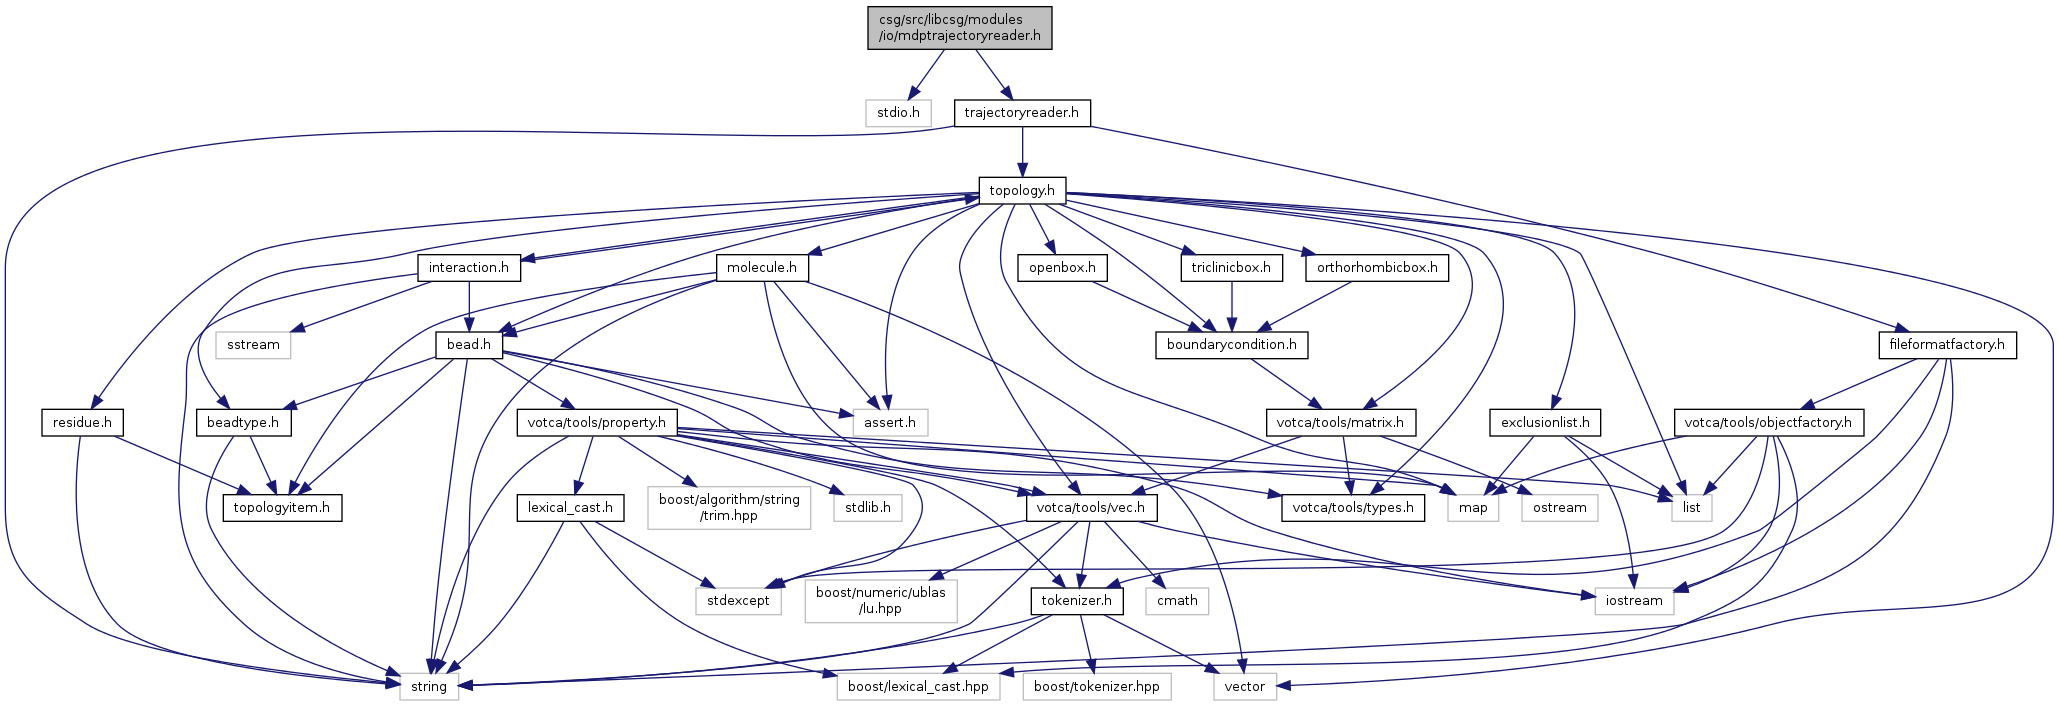 csg/src/libcsg/modules
/io/mdptrajectoryreader.h
stdio.h
trajectoryreader.h
topology.h
interaction.h
molecule.h
openbox.h
triclinicbox.h
orthorhombicbox.h
sstream
bead.h
boundarycondition.h
fileformatfactory.h
residue.h
beadtype.h
votca/tools/property.h
assert.h
votca/tools/matrix.h
exclusionlist.h
votca/tools/objectfactory.h
topologyitem.h
lexical_cast.h
boost/algorithm/string
/trim.hpp
stdlib.h
votca/tools/vec.h
votca/tools/types.h
map
ostream
list
stdexcept
boost/numeric/ublas
/lu.hpp
tokenizer.h
cmath
iostream
string
boost/lexical_cast.hpp
boost/tokenizer.hpp
vector